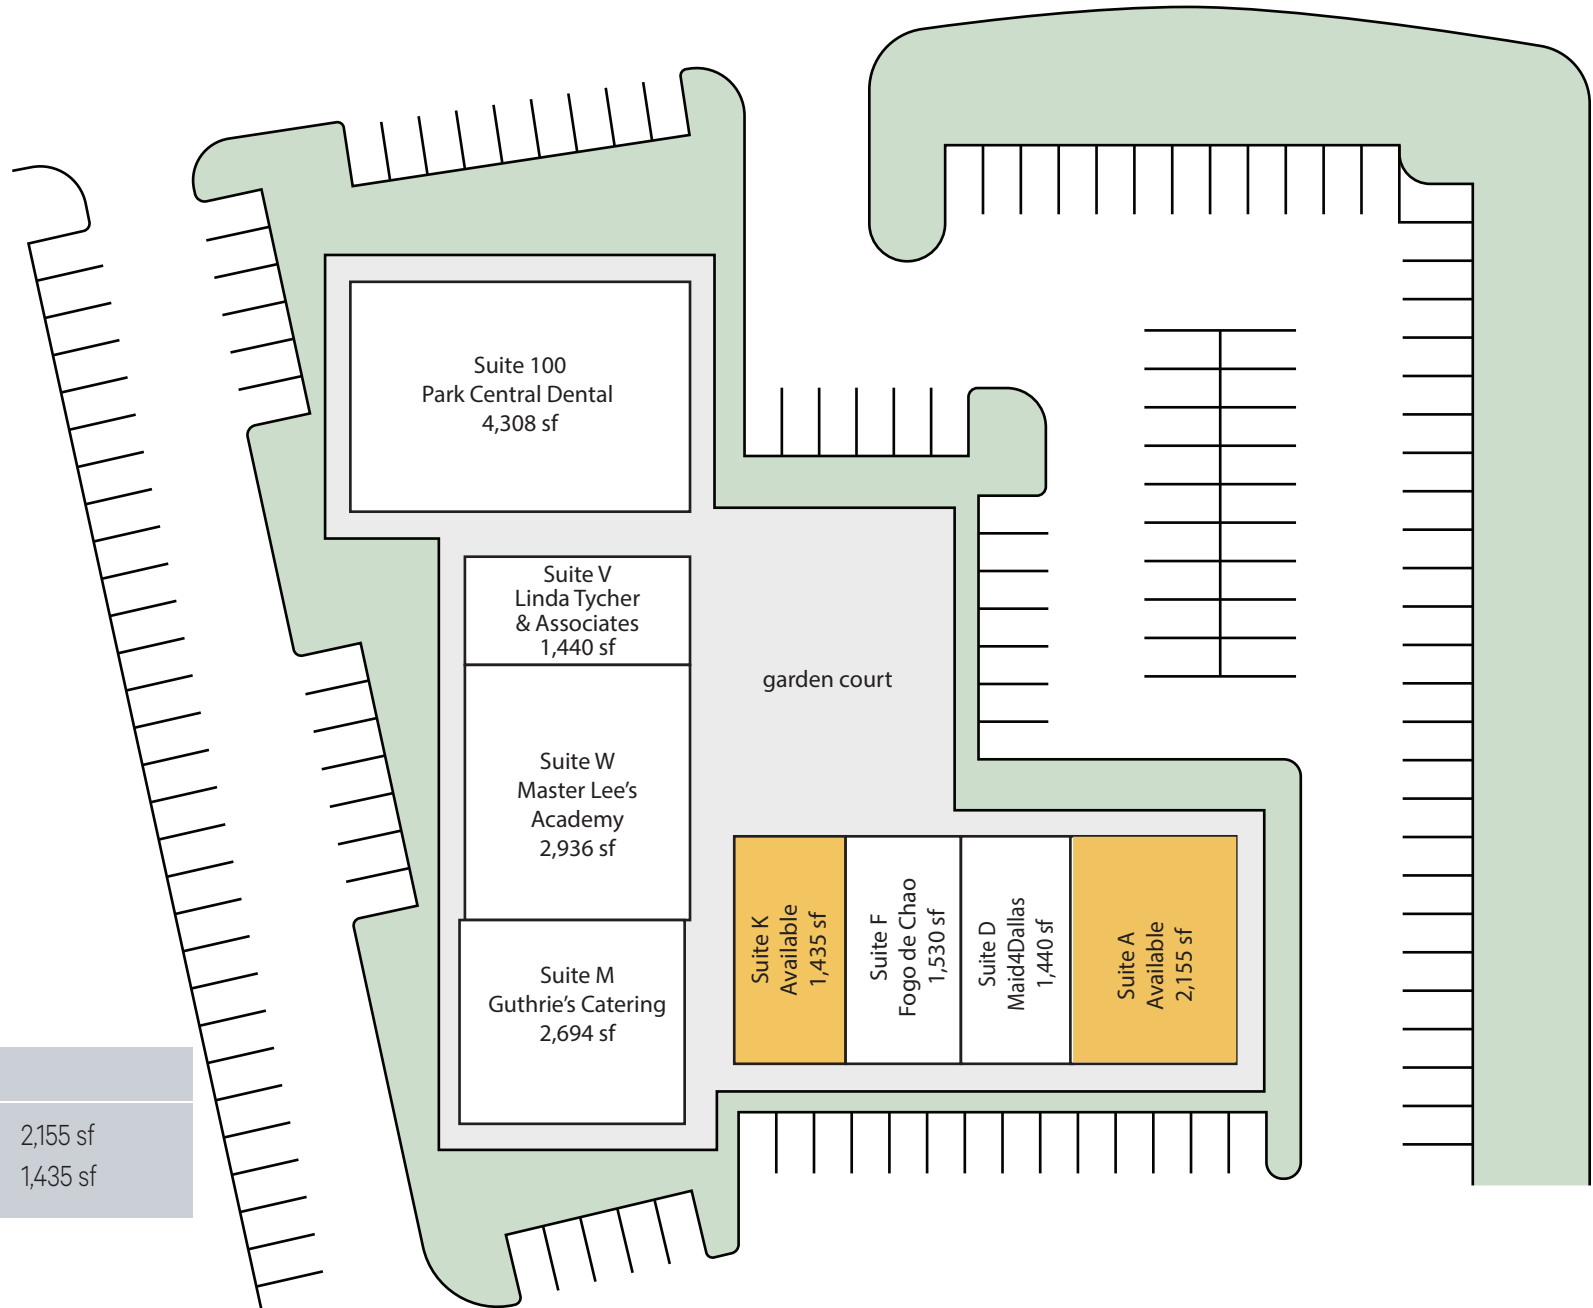 Suite 100
Park Central Dental
4,308 sf
Suite V
Linda Tycher
& Associates
1,440 sf
garden court
Suite W
Master Lee's
Academy
2,936 sf
Suite M
Guthrie's Catering
2,694 sf
Suite K
Available
1,435 sf
Suite F
Fogo de Chao
1,530 sf
Suite D
Maid4Dallas
1,440 sf
Suite A
Available
2,155 sf
2,155 sf
1,435 sf